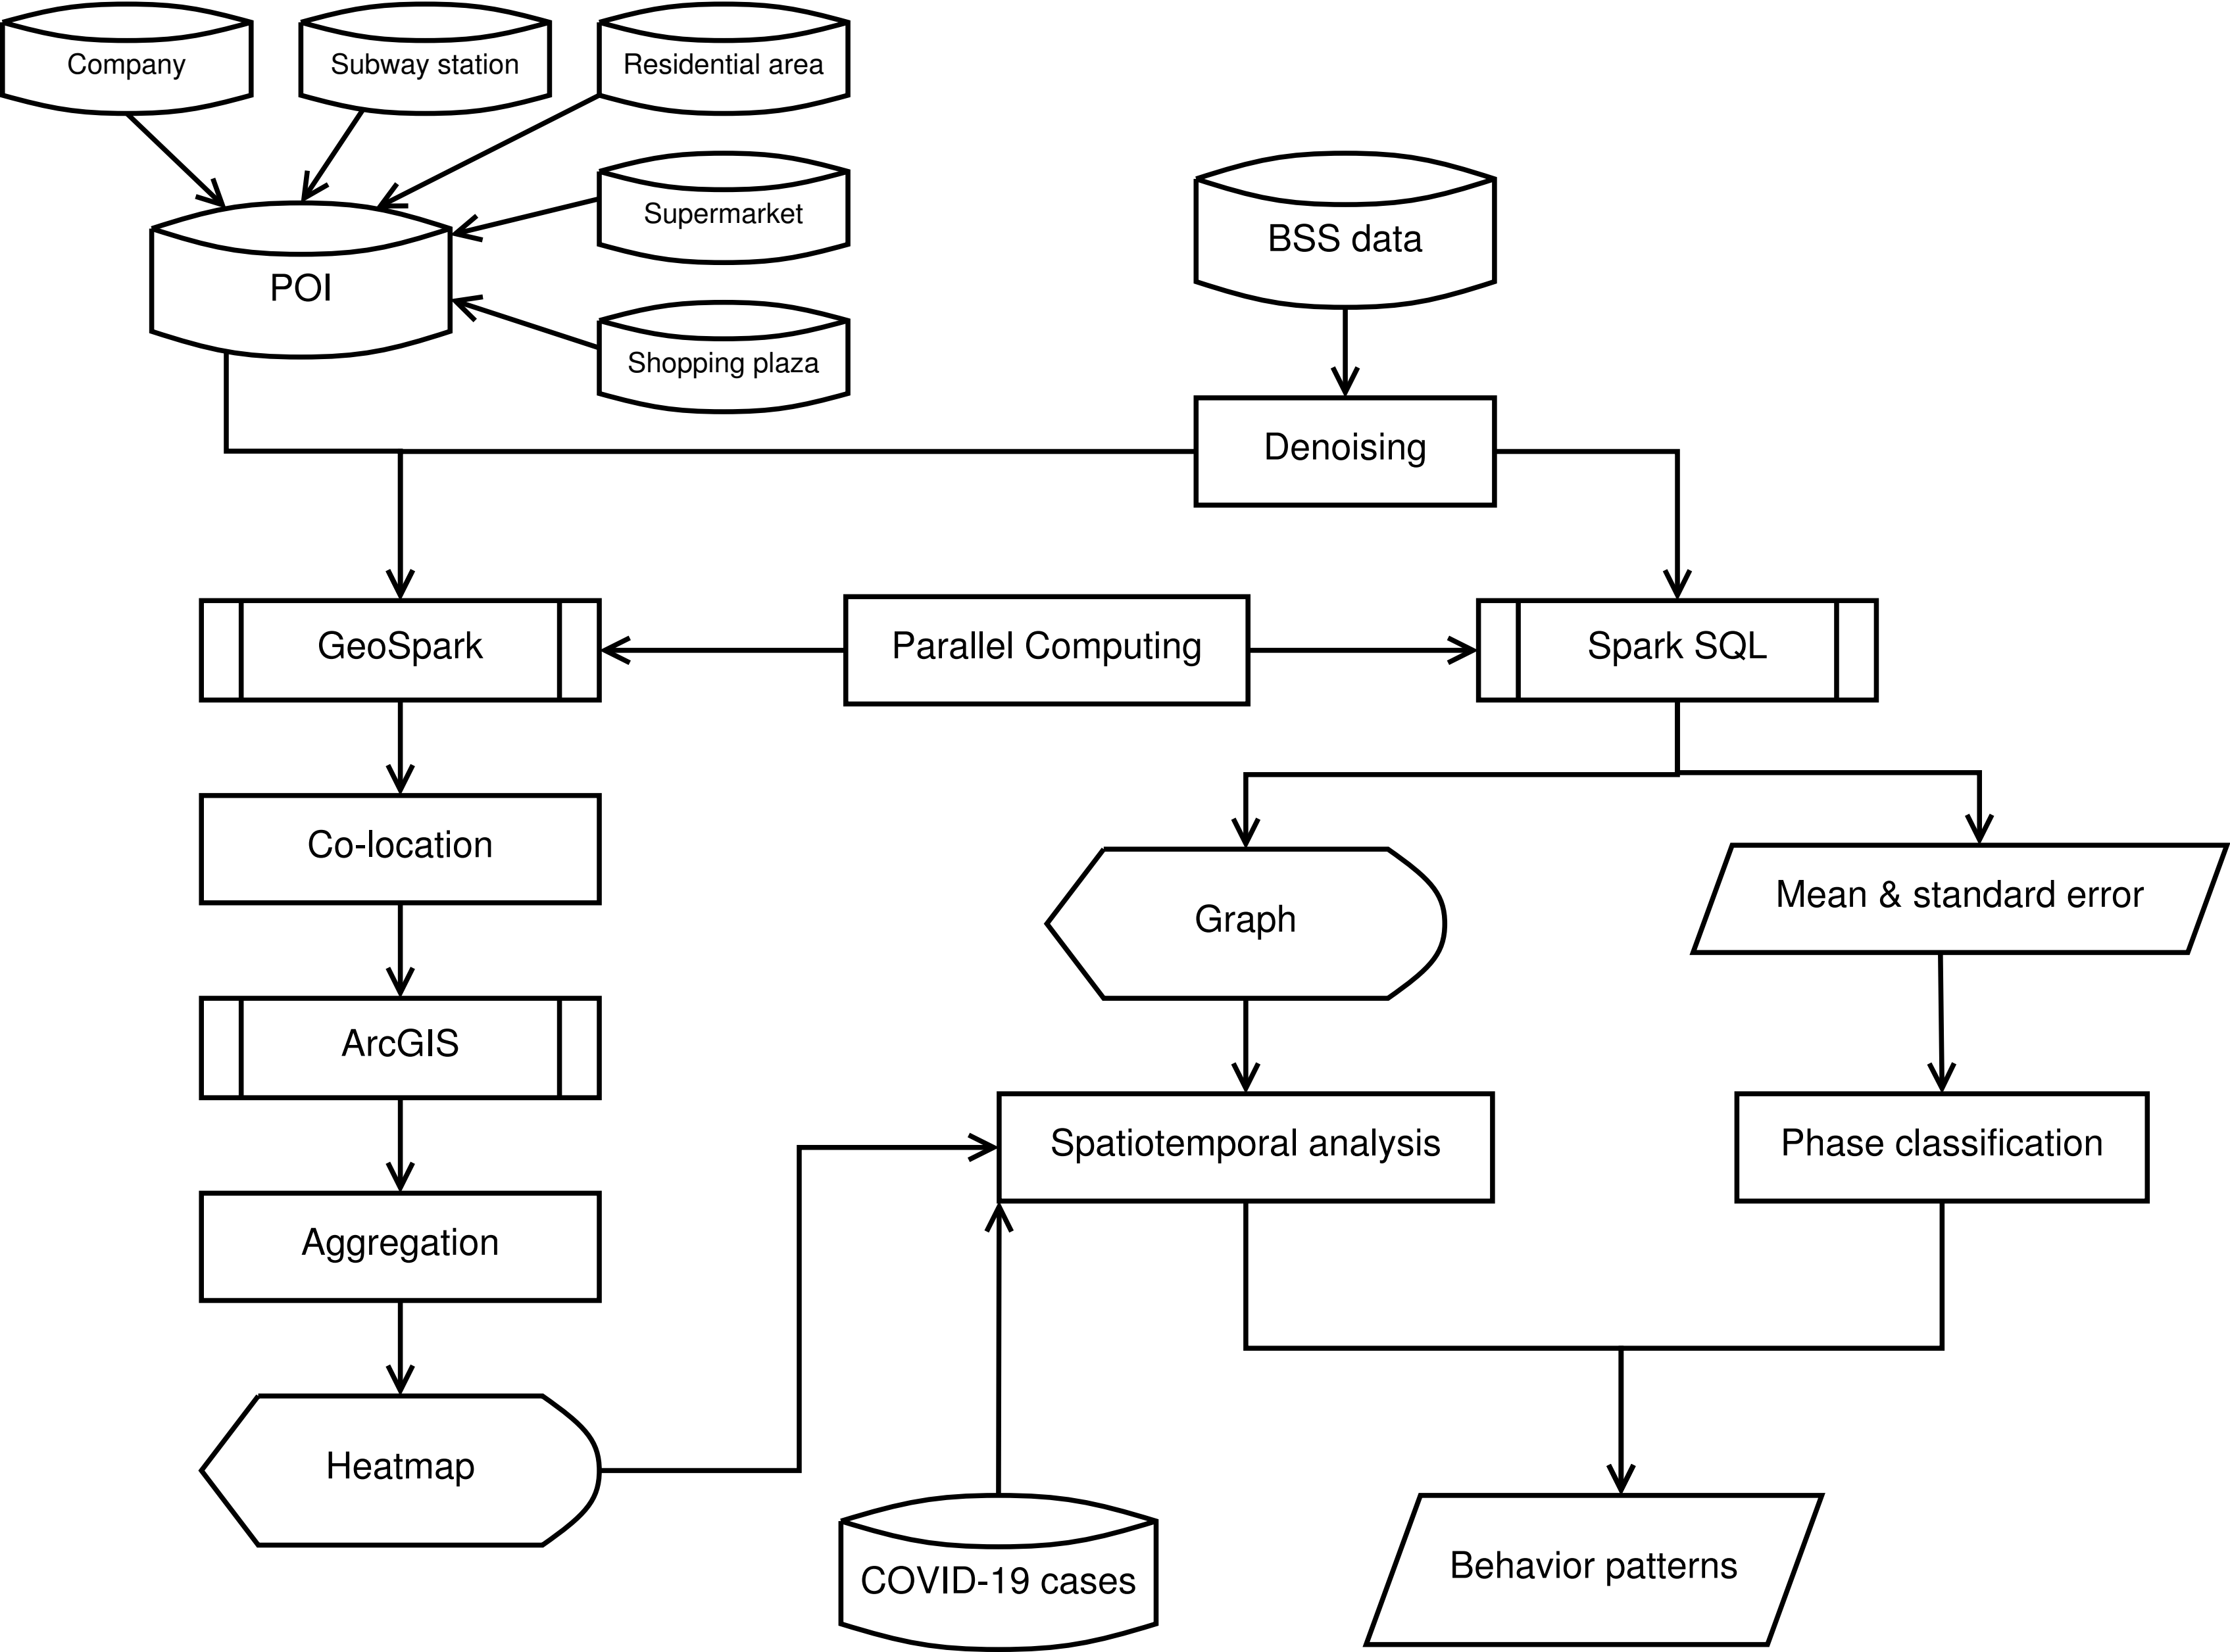 Company
Subway station
Residential area
Supermarket
BSS data
POI
Shopping plaza
Denoising
GeoSpark
Parallel Computing
Spark SQL
Co-location
Graph
Mean & standard error
ArcGIS
Spatiotemporal analysis
Phase classification
Aggregation
Heatmap
COVID-19 cases
Behavior patterns